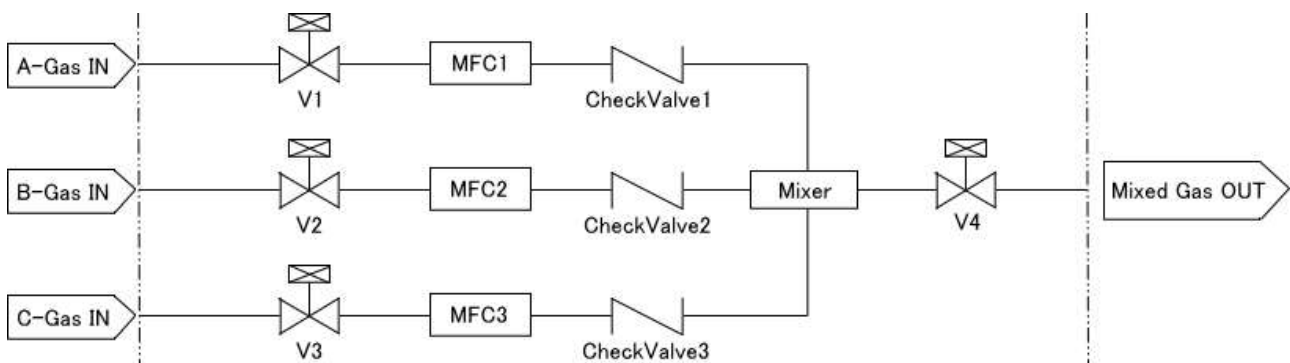 A-Gas IN
V1
MFC1
CheckValve1
B-Gas IN
V2
MFC2
CheckValve2
Mixer
V4
Mixed Gas OUT
C-Gas IN
V3
MFC3
CheckValve3